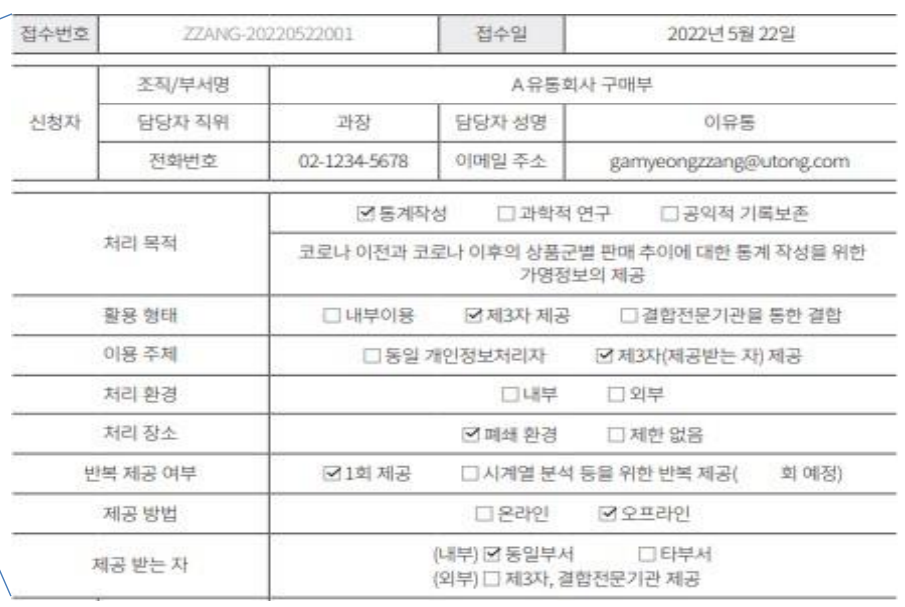 접수번호 ZZANG-20220522001 접수일 2022년 5월 22일
신청자 조직/부서명 A유통회사 구매부
담당자 직위 과장 담당자 성명 이유통
전화번호 02-1234-5678 이메일 주소 gamyeongzzang@utong.com
처리 목적 ☑통계작성 □과학적 연구 □공익적 기록보존
코로나 이전과 코로나 이후의 상품군별 판매 추이에 대한 통계 작성을 위한
가명정보의 제공
활용 형태 □내부이용 ☑제3자 제공 □결합전문기관을 통한 결합
이용 주체 □동일 개인정보처리자 ☑제3자(제공받는 자) 제공
처리 환경 □내부 □외부
처리 장소 ☑폐쇄 환경 □제한 없음
반복 제공 여부 ☑1회 제공 □시계열 분석 등을 위한 반복 제공( 회 예정)
제공 방법 □온라인 ☑오프라인
제공 받는 자 (내부) ☑동일부서 □타부서
(외부) □ 제3자, 결합전문기관 제공